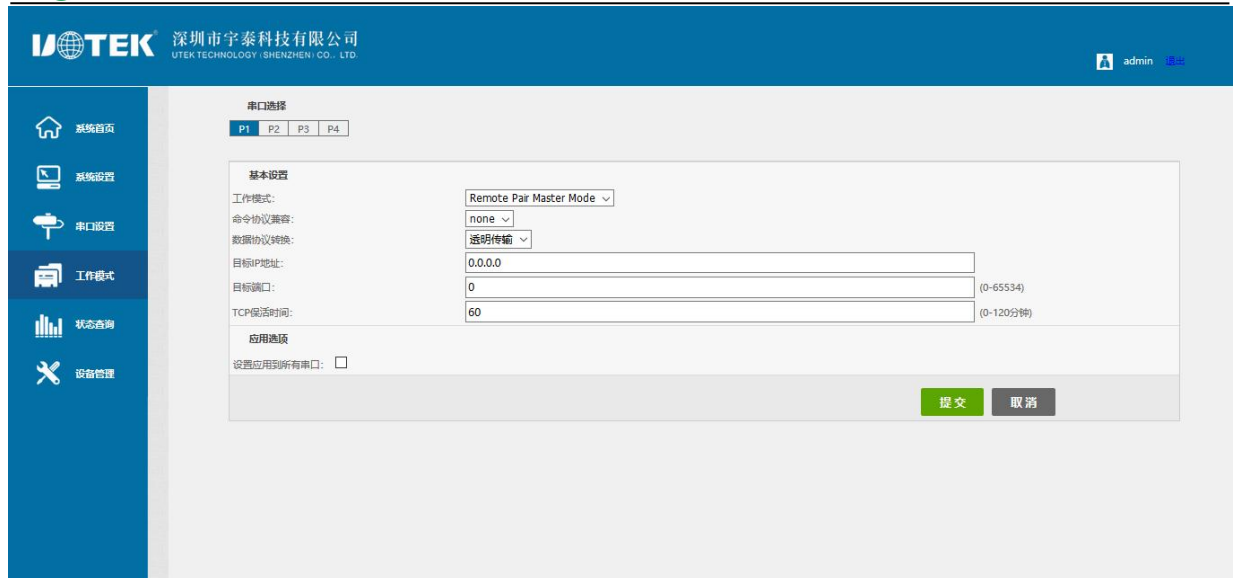 UOTEK® 深圳市宇泰科技有限公司
UTEK TECHNOLOGY (SHENZHEN) CO., LTD.
admin 退出
系统首页
系统设置
串口设置
工作模式
状态查询
设备管理
串口选择
P1 P2 P3 P4
基本设置
工作模式: Remote Pair Master Mode
命令协议兼容: none
数据协议转换: 透明传输
目标IP地址: 0.0.0.0
目标端口: 0 (0-65534)
TCP保活时间: 60 (0-120分钟)
应用选项
设置应用到所有串口:
提交 取消